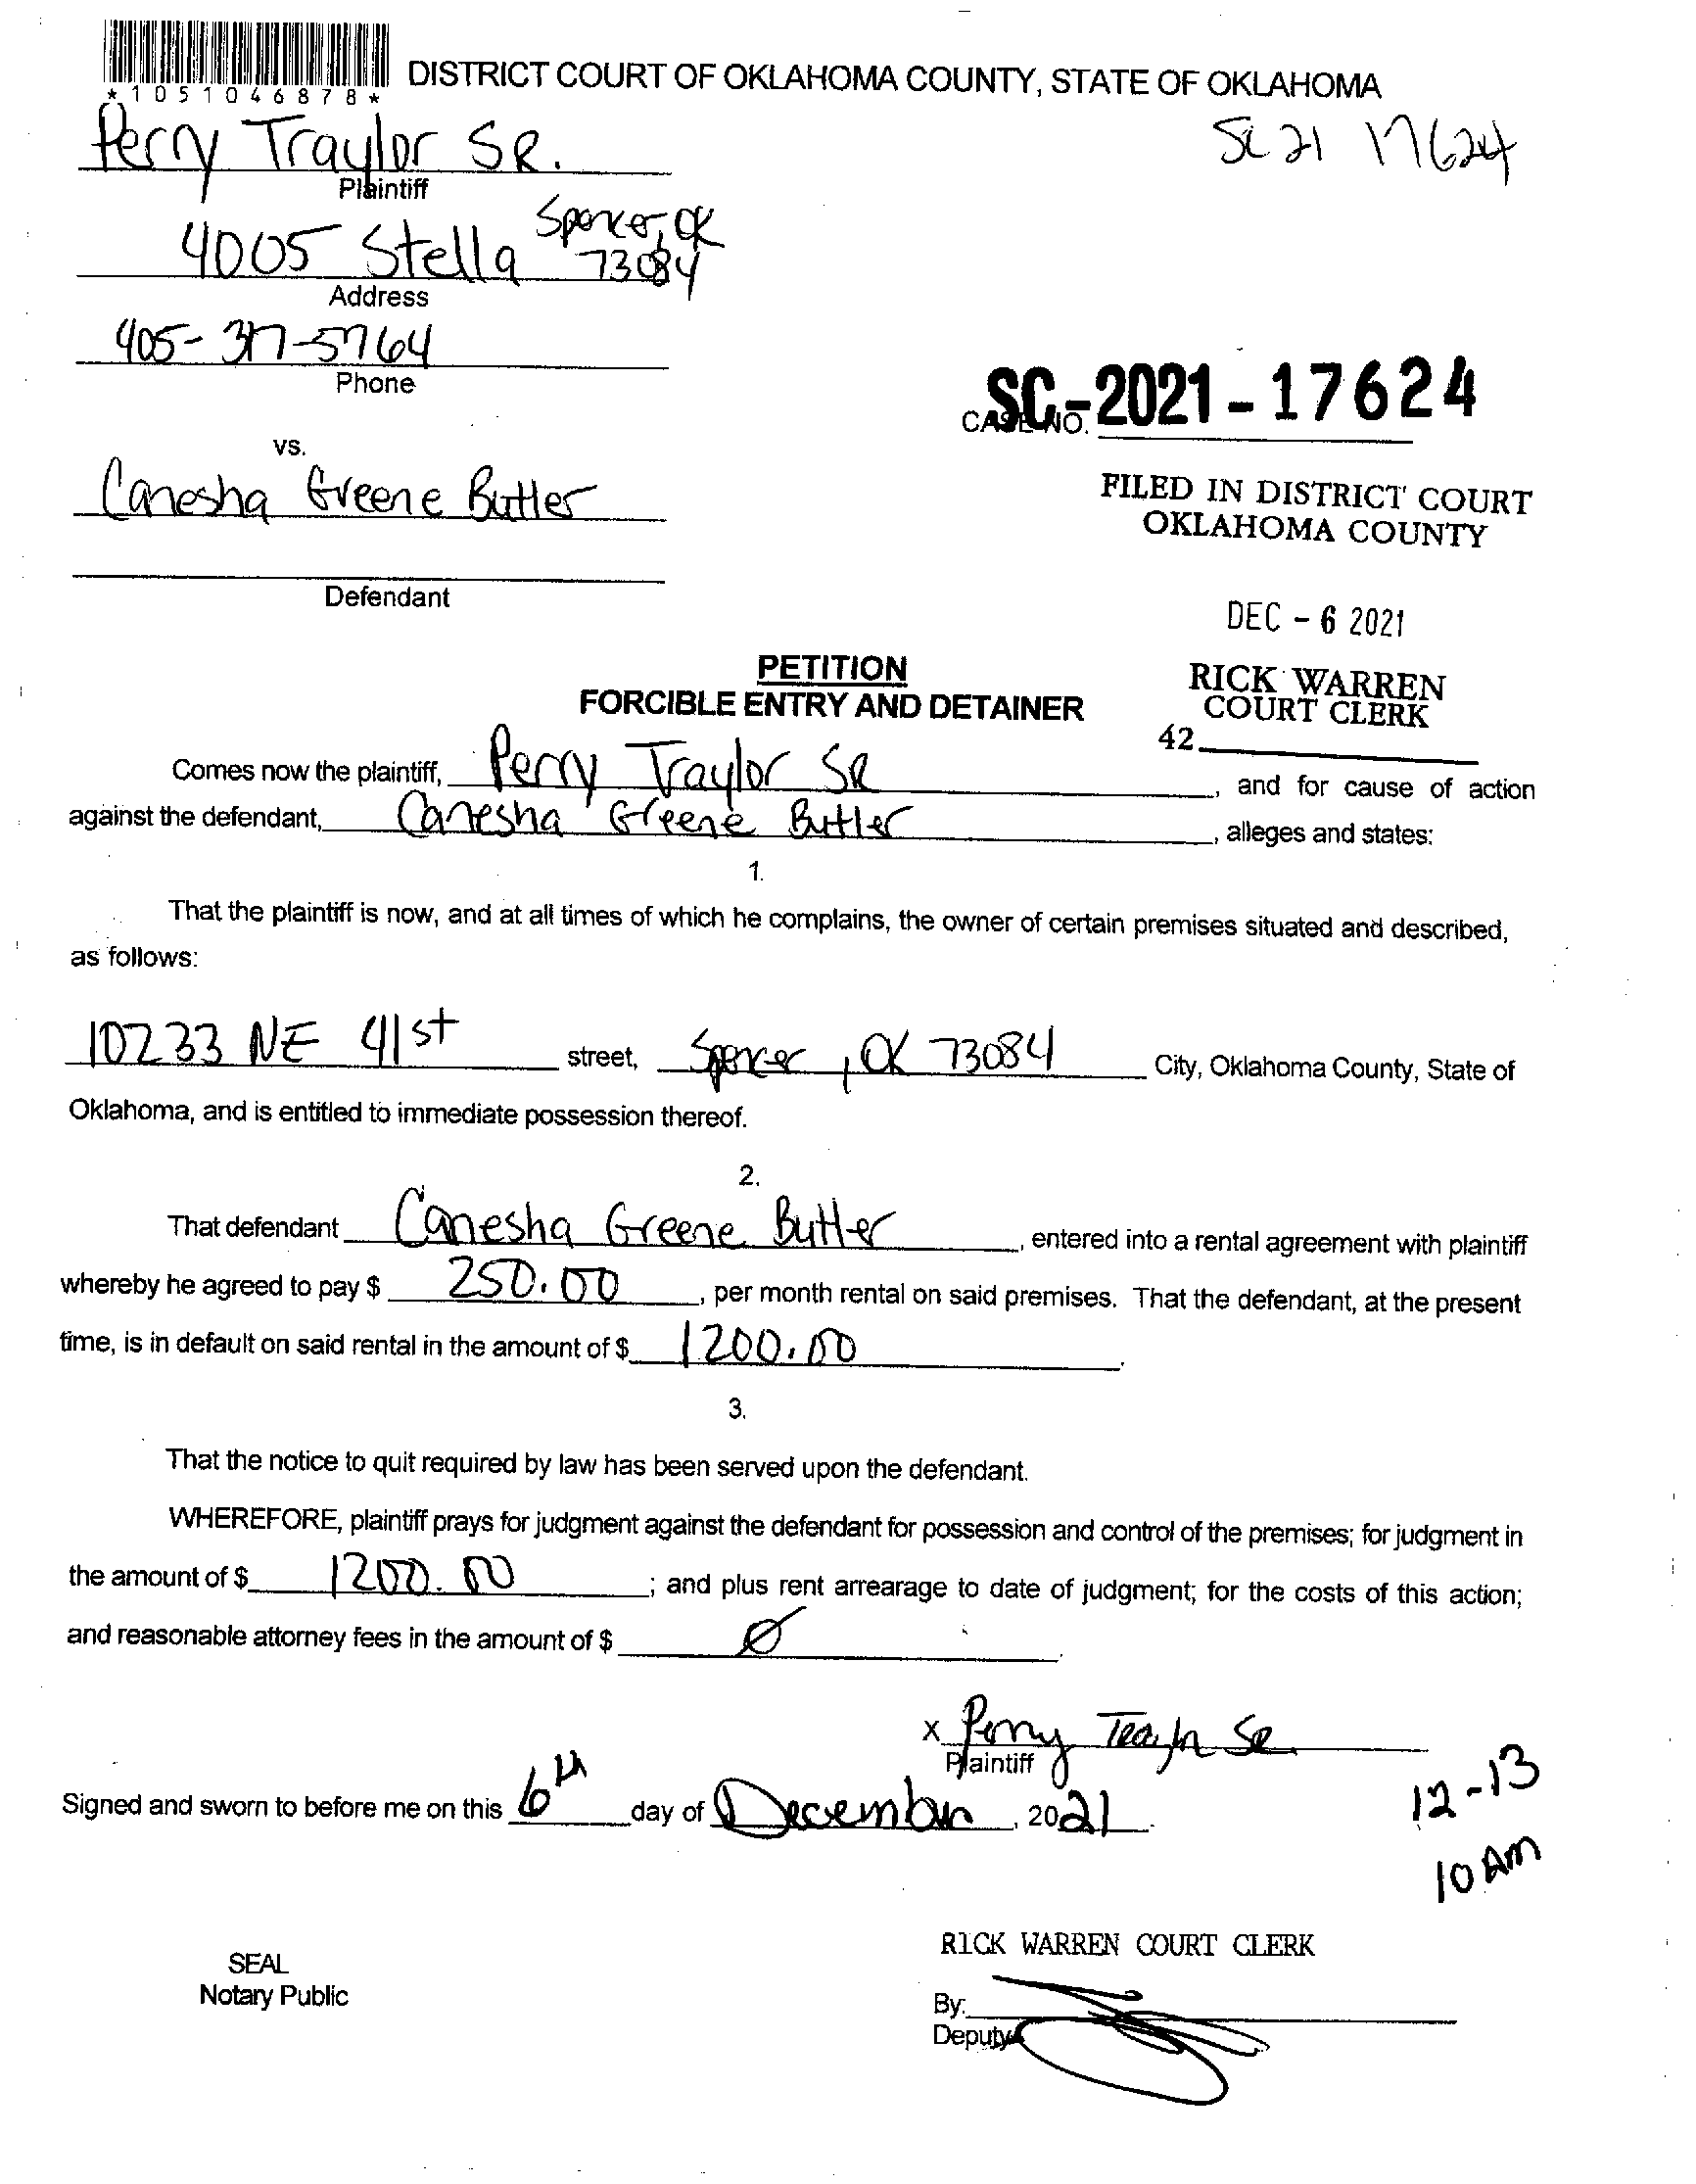 *1051046878*
DISTRICT COURT OF OKLAHOMA COUNTY, STATE OF OKLAHOMA
Perry Traylor SR.
SC 21 17624
Plaintiff
4005 Stella Spencer, OK 73084
Address
405-317-5764
Phone
SC-2021-17624
CASE NO.
vs.
Canesha Greene Butler
FILED IN DISTRICT COURT
OKLAHOMA COUNTY
Defendant
DEC - 6 2021
PETITION
FORCIBLE ENTRY AND DETAINER
RICK WARREN
COURT CLERK
42
Comes now the plaintiff, Perry Traylor SR, and for cause of action
against the defendant, Canesha Greene Butler, alleges and states:
1.
That the plaintiff is now, and at all times of which he complains, the owner of certain premises situated and described,
as follows:
10233 NE 41st street, Spencer, OK 73084 City, Oklahoma County, State of
Oklahoma, and is entitled to immediate possession thereof.
2.
That defendant Canesha Greene Butler, entered into a rental agreement with plaintiff
whereby he agreed to pay $ 250.00, per month rental on said premises. That the defendant, at the present
time, is in default on said rental in the amount of $ 1200.00.
3.
That the notice to quit required by law has been served upon the defendant.
WHEREFORE, plaintiff prays for judgment against the defendant for possession and control of the premises; for judgment in
the amount of $ 1200.00; and plus rent arrearage to date of judgment; for the costs of this action;
and reasonable attorney fees in the amount of $ Ø.
x Perry Traylor SR
Plaintiff
Signed and sworn to before me on this 6th day of December, 2021.
12-13
10 AM
RICK WARREN COURT CLERK
SEAL
Notary Public
By:
Deputy